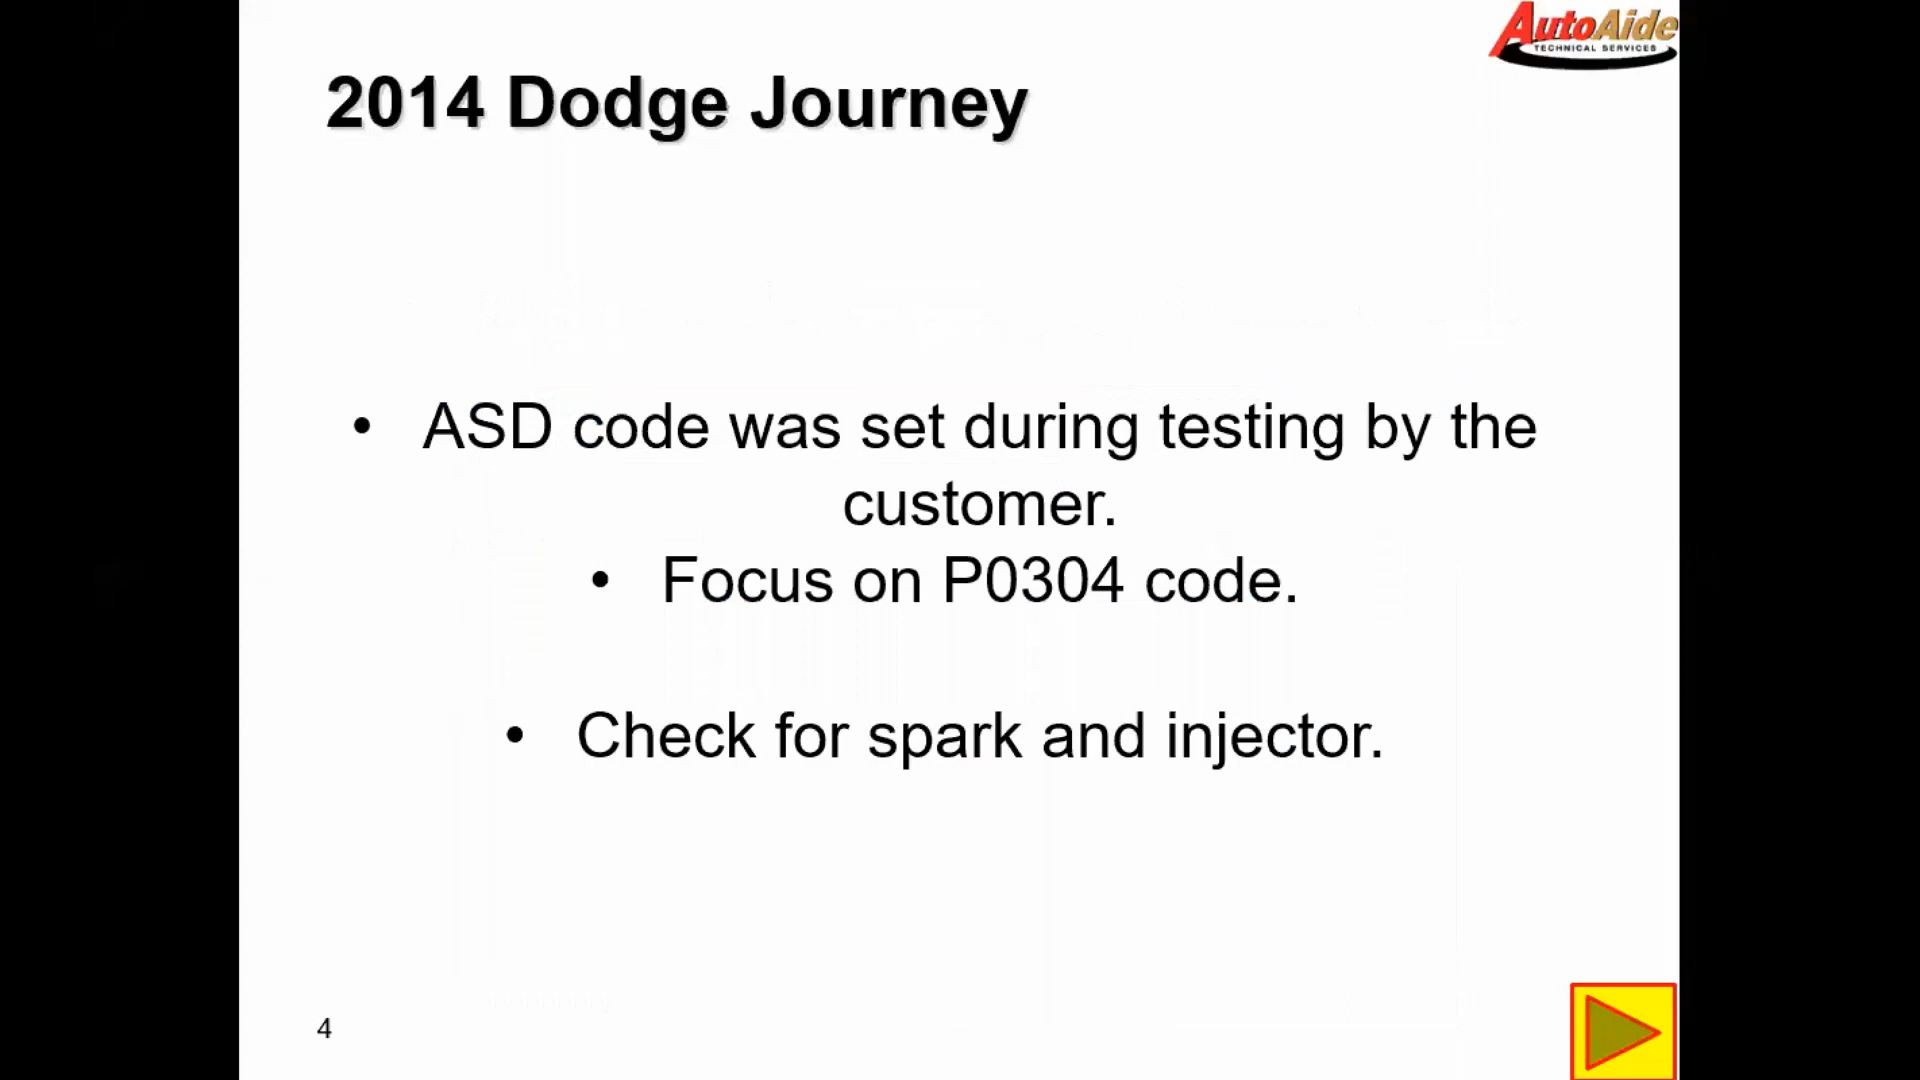 AutoAide
TECHNICAL SERVICES
2014 Dodge Journey
• ASD code was set during testing by the
customer.
• Focus on P0304 code.
• Check for spark and injector.
4